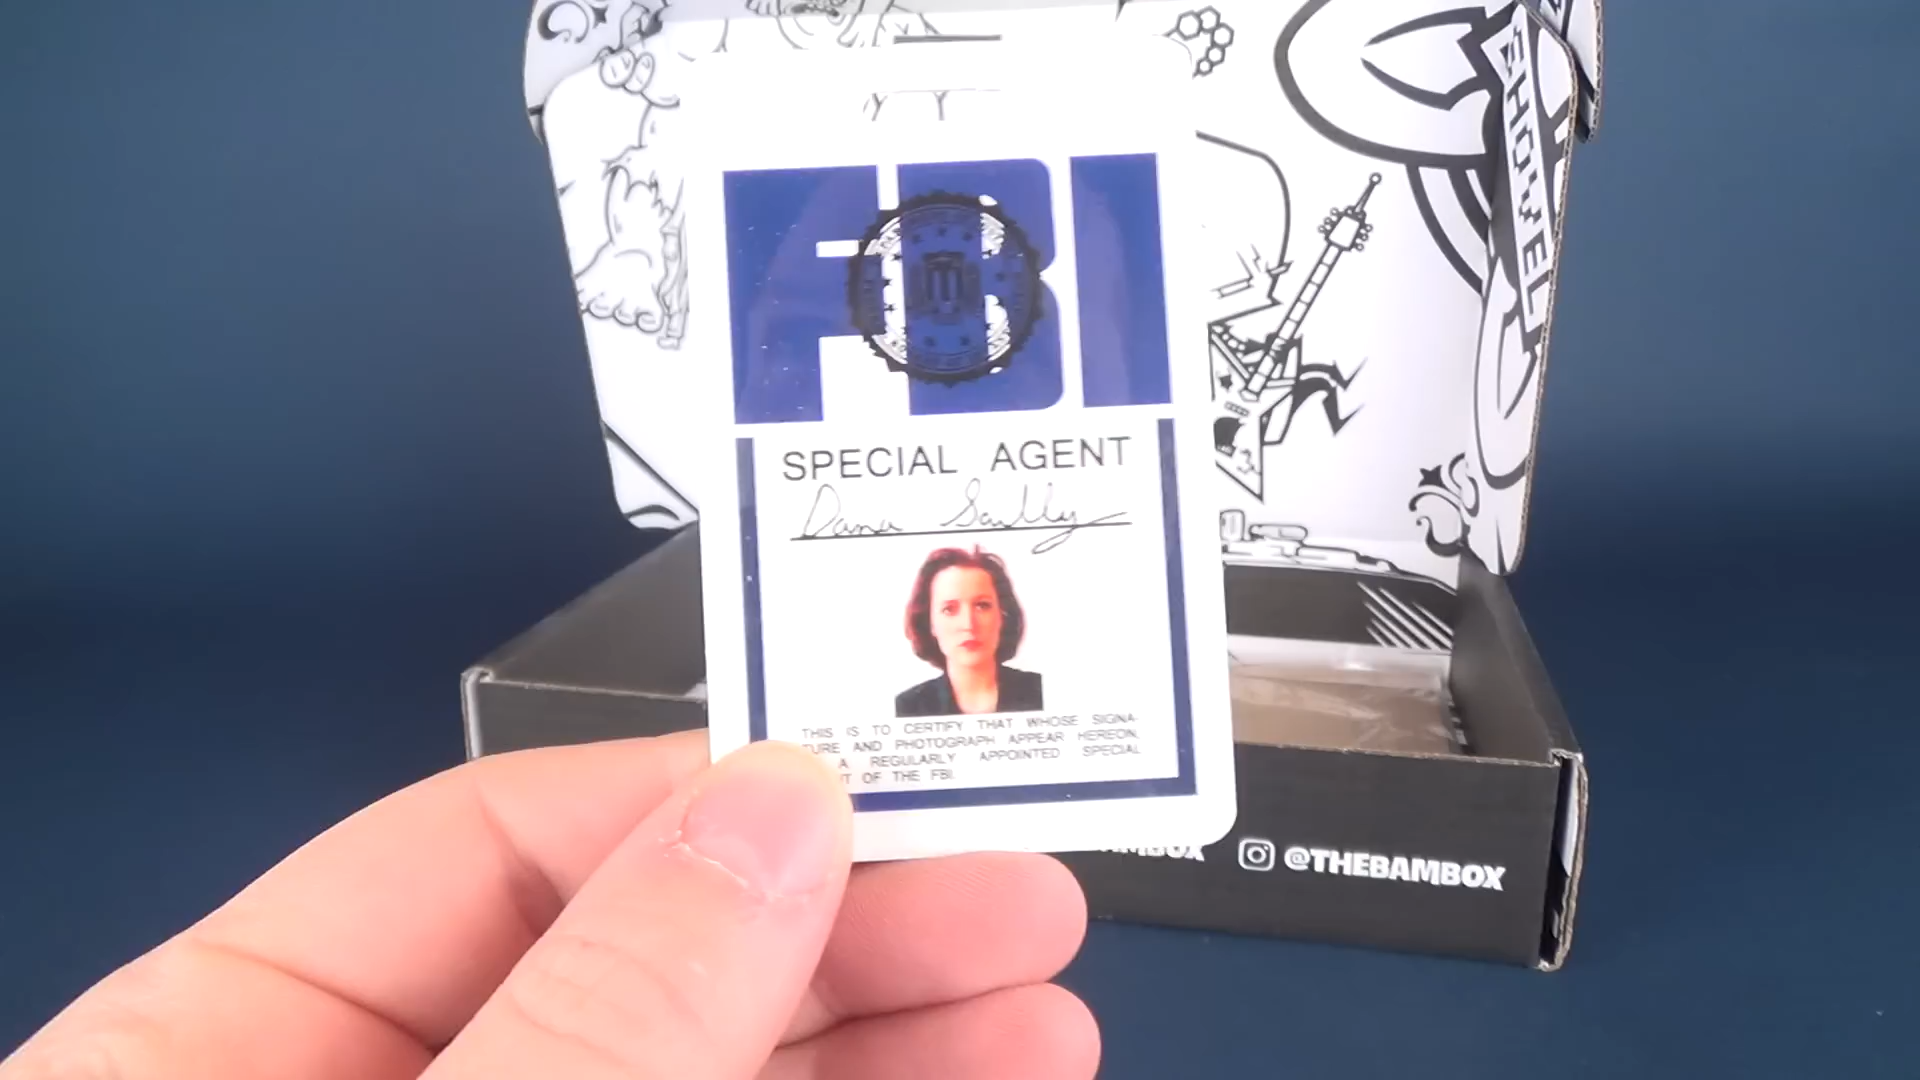 SHOVEL
FBI
SPECIAL AGENT
Dana Scully
THIS IS TO CERTIFY THAT WHOSE SIGNA-
TURE AND PHOTOGRAPH APPEAR HEREON,
A REGULARLY APPOINTED SPECIAL
OF THE FBI.
@THEBAMBOX